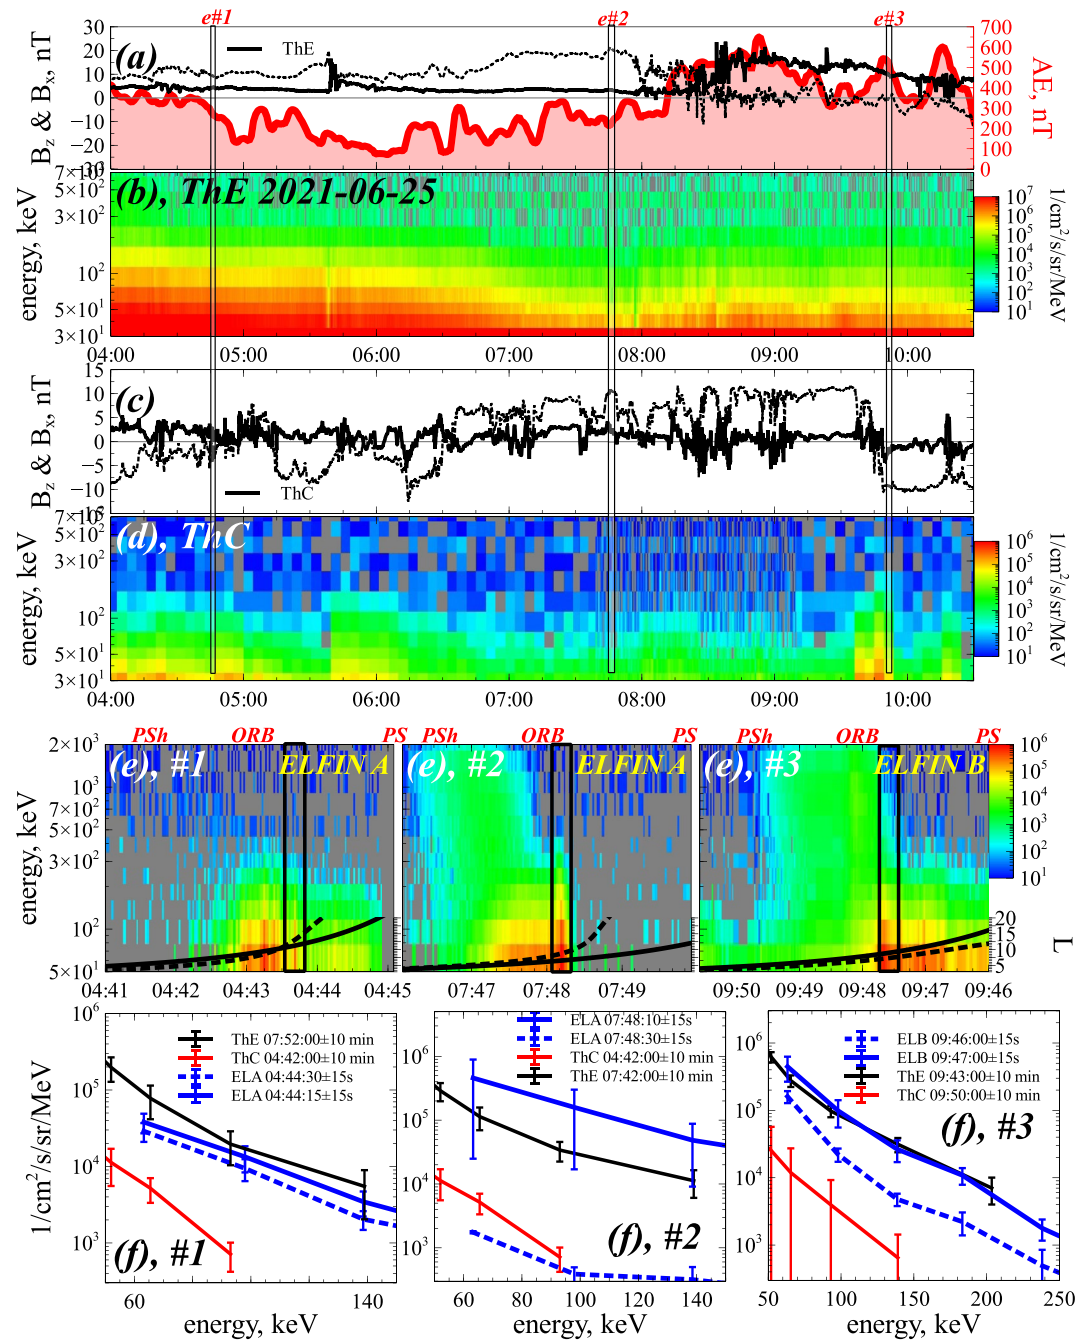 e#1 e#2 e#3
(a) ThE
30 20 10 0 −10 −20 −30
B_z & B_x, nT
700 600 500 400 300 200 100 0
AE, nT
(b), ThE 2021-06-25
7×10² 5×10² 3×10² 10² 5×10¹ 3×10¹
energy, keV
10⁷ 10⁶ 10⁵ 10⁴ 10³ 10² 10¹
1/cm²/s/sr/MeV
04:00 05:00 06:00 07:00 08:00 09:00 10:00
(c)
15 10 5 0 −5 −10 −15
B_z & B_x, nT
ThC
(d), ThC
7×10² 5×10² 3×10² 10² 5×10¹ 3×10¹
energy, keV
10⁶ 10⁵ 10⁴ 10³ 10² 10¹
1/cm²/s/sr/MeV
04:00 05:00 06:00 07:00 08:00 09:00 10:00
PSh ORB PS PSh ORB PS PSh ORB PS
(e), #1 ELFIN A (e), #2 ELFIN A (e), #3 ELFIN B
2×10³ 10³ 7×10² 5×10² 3×10² 10² 5×10¹
energy, keV
10⁶ 10⁵ 10⁴ 10³ 10² 10¹
1/cm²/s/sr/MeV
20 15 10 5
L
04:41 04:42 04:43 04:44 04:45 07:47 07:48 07:49 09:50 09:49 09:48 09:47 09:46
10⁶ 10⁵ 10⁴ 10³
1/cm²/s/sr/MeV
ThE 07:52:00±10 min
ThC 04:42:00±10 min
ELA 04:44:30±15s
ELA 04:44:15±15s
(f), #1
60 140
energy, keV
10⁶ 10⁵ 10⁴ 10³
ELA 07:48:10±15s
ELA 07:48:30±15s
ThC 04:42:00±10 min
ThE 07:42:00±10 min
(f), #2
60 80 100 120 140
energy, keV
10⁶ 10⁵ 10⁴ 10³
ELB 09:46:00±15s
ELB 09:47:00±15s
ThE 09:43:00±10 min
ThC 09:50:00±10 min
(f), #3
50 100 150 200 250
energy, keV